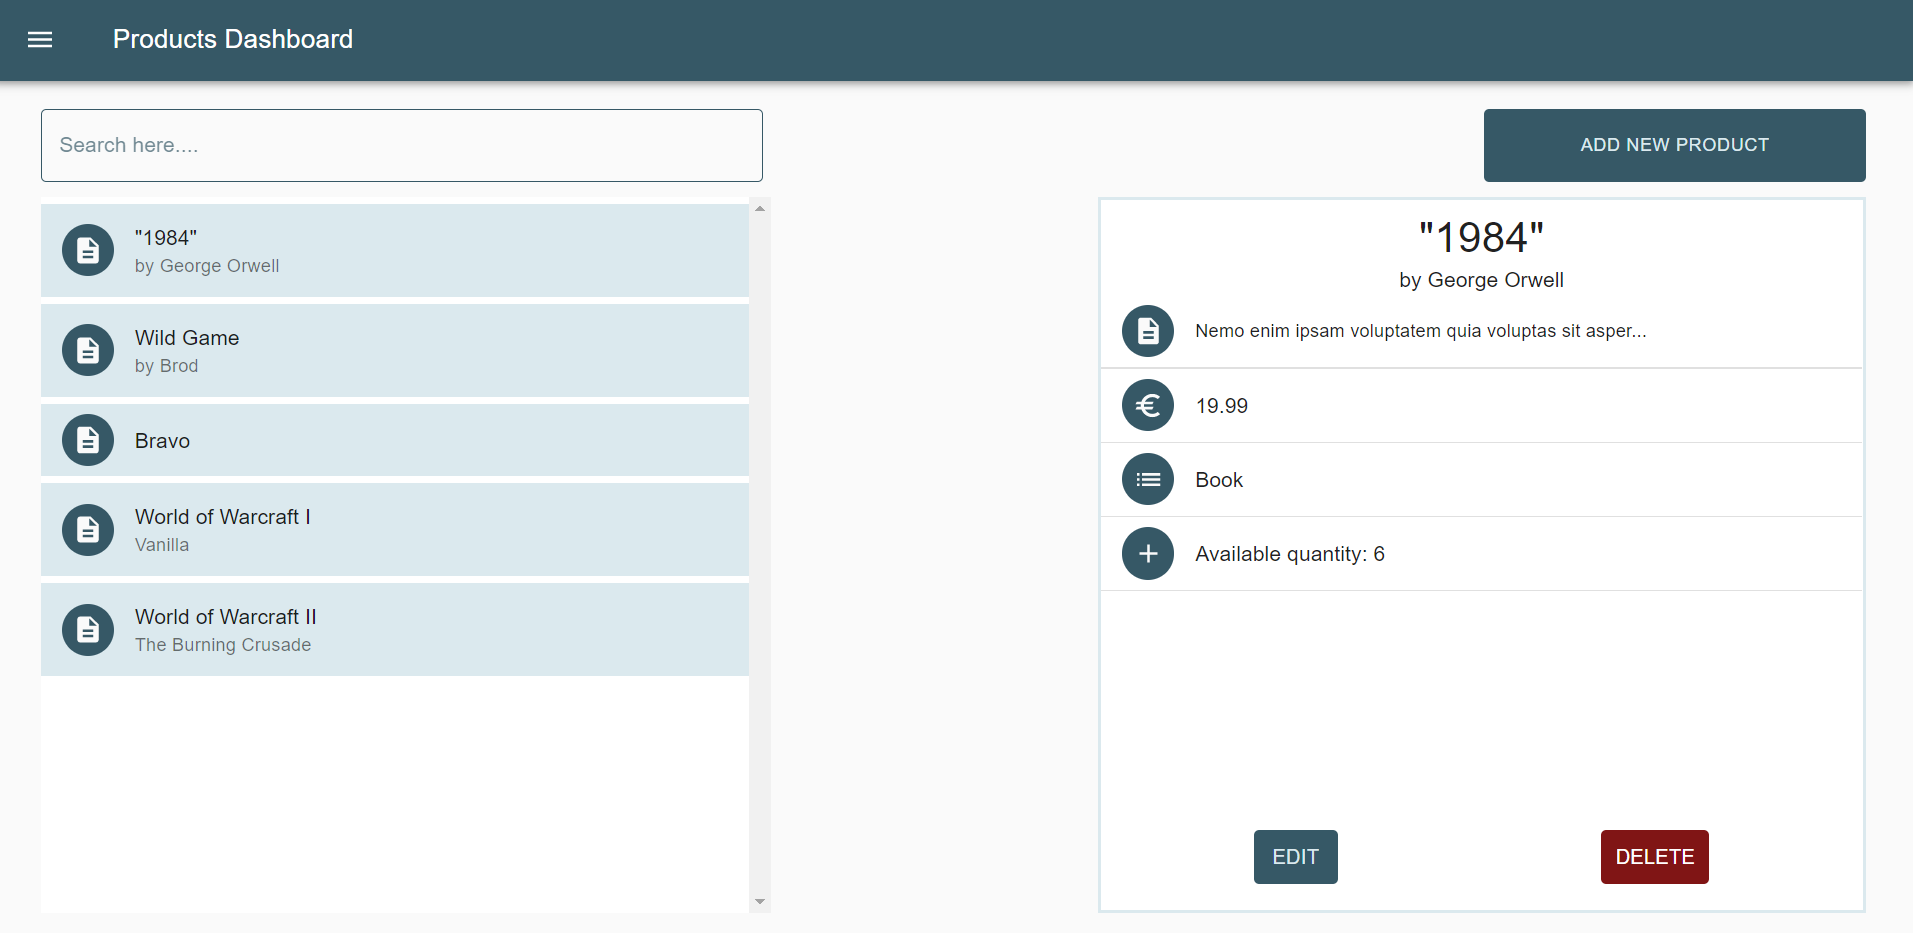 Products Dashboard
Search here....
ADD NEW PRODUCT
"1984"
by George Orwell
Wild Game
by Brod
Bravo
World of Warcraft I
Vanilla
World of Warcraft II
The Burning Crusade
"1984"
by George Orwell
Nemo enim ipsam voluptatem quia voluptas sit asper...
€
19.99
Book
Available quantity: 6
EDIT
DELETE